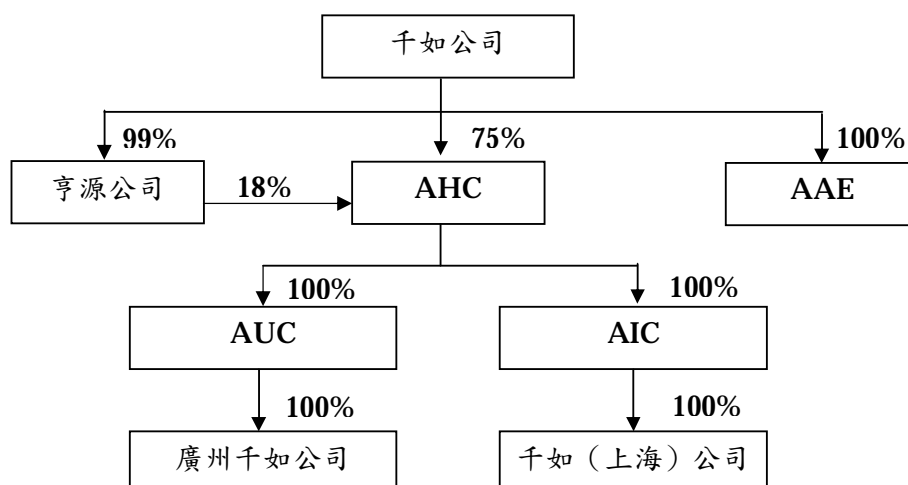 千如公司
99%
75%
100%
亨源公司
18%
AHC
AAE
100%
100%
AUC
AIC
100%
100%
廣州千如公司
千如（上海）公司